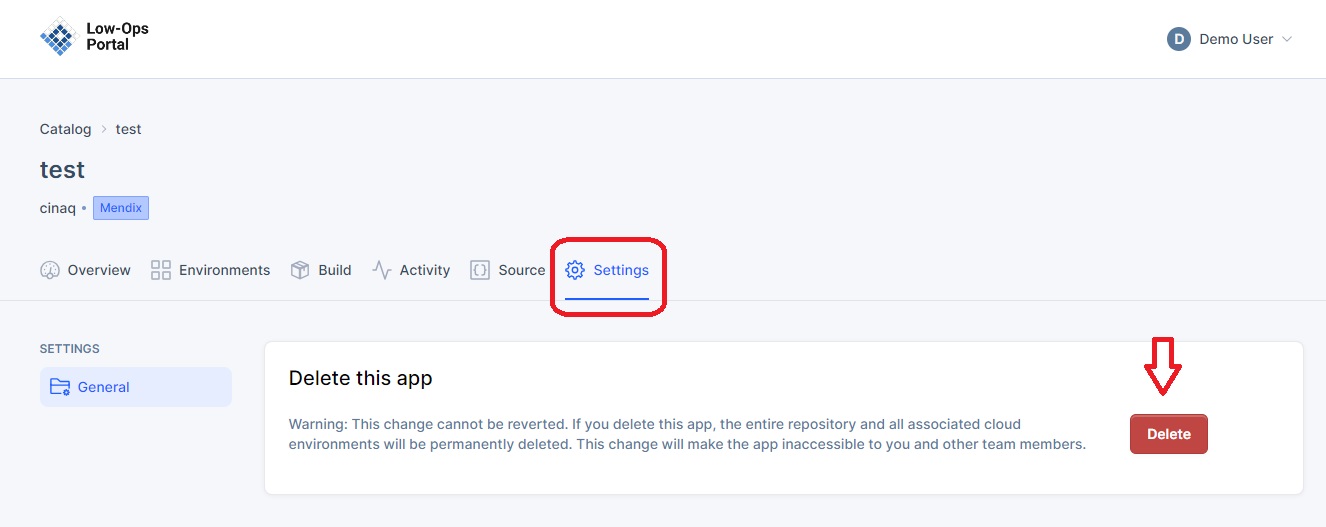 Low-Ops
Portal
D Demo User
Catalog > test
test
cinaq • Mendix
Overview Environments Build Activity Source Settings
SETTINGS
General
Delete this app
Warning: This change cannot be reverted. If you delete this app, the entire repository and all associated cloud
environments will be permanently deleted. This change will make the app inaccessible to you and other team members.
Delete